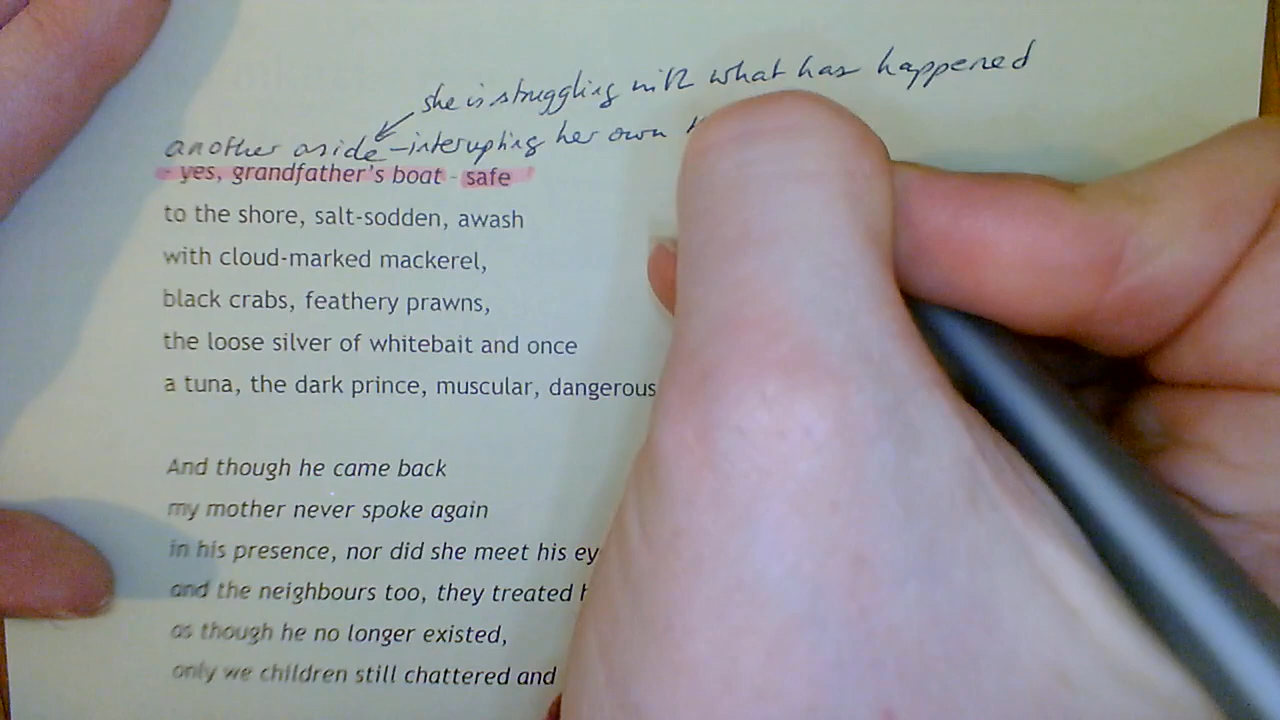 she is struggling with what has happened
another aside – interupting her own
- yes, grandfather's boat - safe
to the shore, salt-sodden, awash
with cloud-marked mackerel,
black crabs, feathery prawns,
the loose silver of whitebait and once
a tuna, the dark prince, muscular, dangerous
And though he came back
my mother never spoke again
in his presence, nor did she meet his ey
and the neighbours too, they treated h
as though he no longer existed,
only we children still chattered and